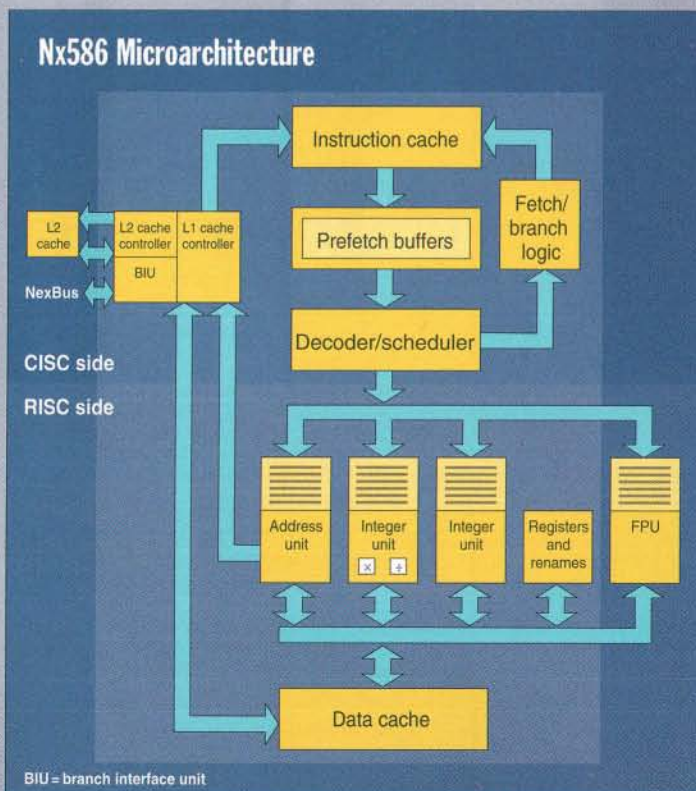 Nx586 Microarchitecture
Instruction cache
L2
cache
L2 cache
controller
BIU
L1 cache
controller
Prefetch buffers
Fetch/
branch
logic
NexBus
Decoder/scheduler
CISC side
RISC side
Address
unit
Integer
unit
× ÷
Integer
unit
Registers
and
renames
FPU
Data cache
BIU = branch interface unit